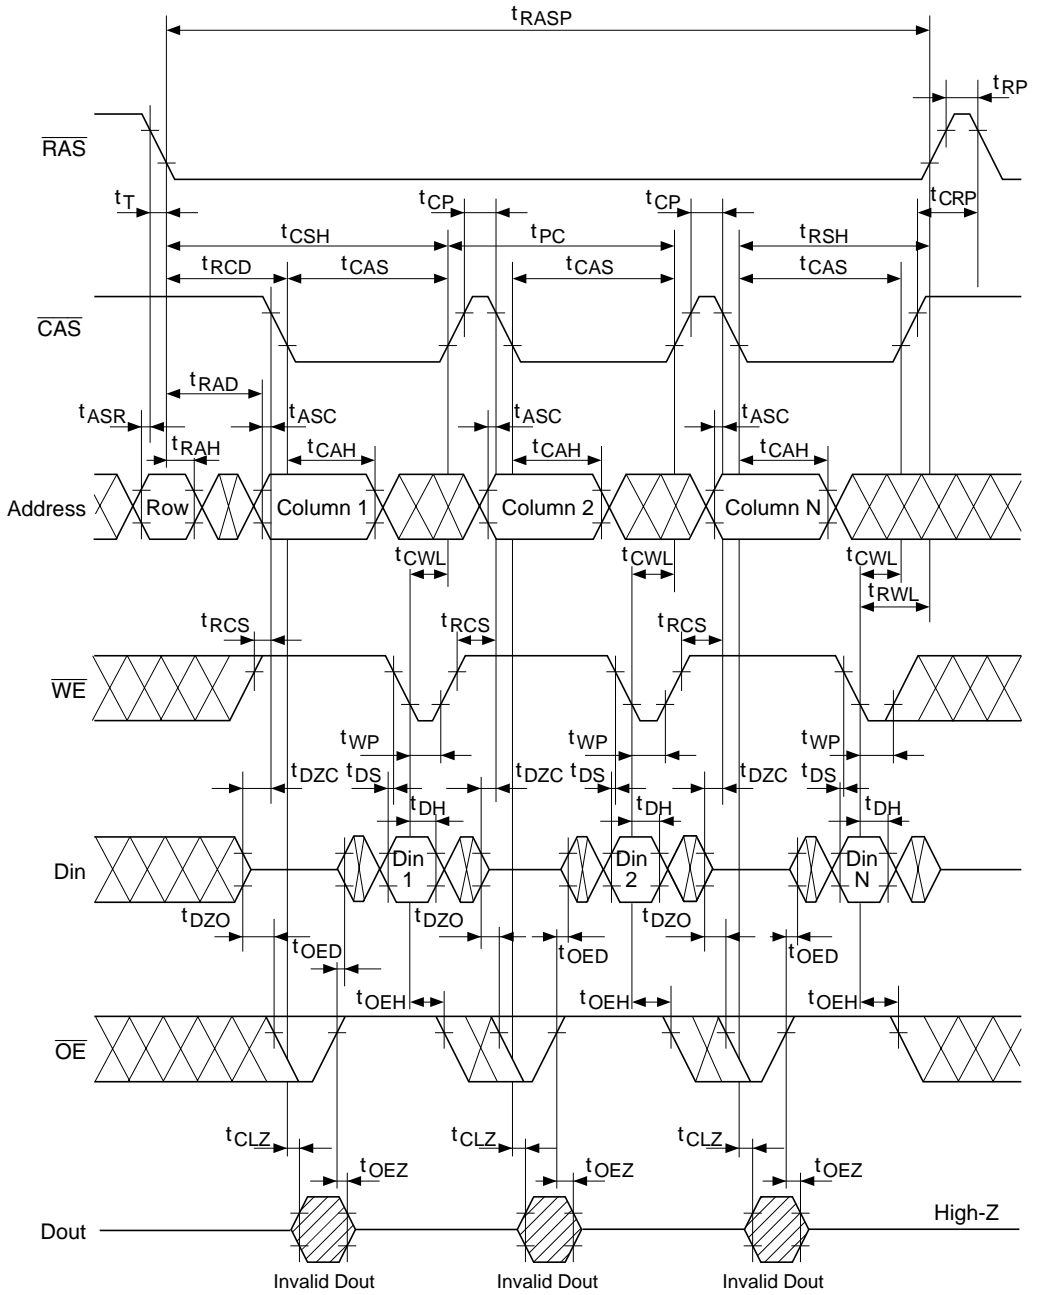 tRASP
tRP
RAS
tT
tCP
tCP
tCRP
tCSH
tPC
tRSH
tRCD
tCAS
tCAS
tCAS
CAS
tRAD
tASR
tASC
tASC
tASC
tRAH
tCAH
tCAH
tCAH
Address
Row
Column 1
Column 2
Column N
tCWL
tCWL
tCWL
tRWL
tRCS
tRCS
tRCS
WE
tWP
tWP
tWP
tDZC
tDS
tDZC
tDS
tDZC
tDS
tDH
tDH
tDH
Din
Din 1
Din 2
Din N
tDZO
tDZO
tDZO
tOED
tOED
tOED
tOEH
tOEH
tOEH
OE
tCLZ
tCLZ
tCLZ
tOEZ
tOEZ
tOEZ
Dout
High-Z
Invalid Dout
Invalid Dout
Invalid Dout